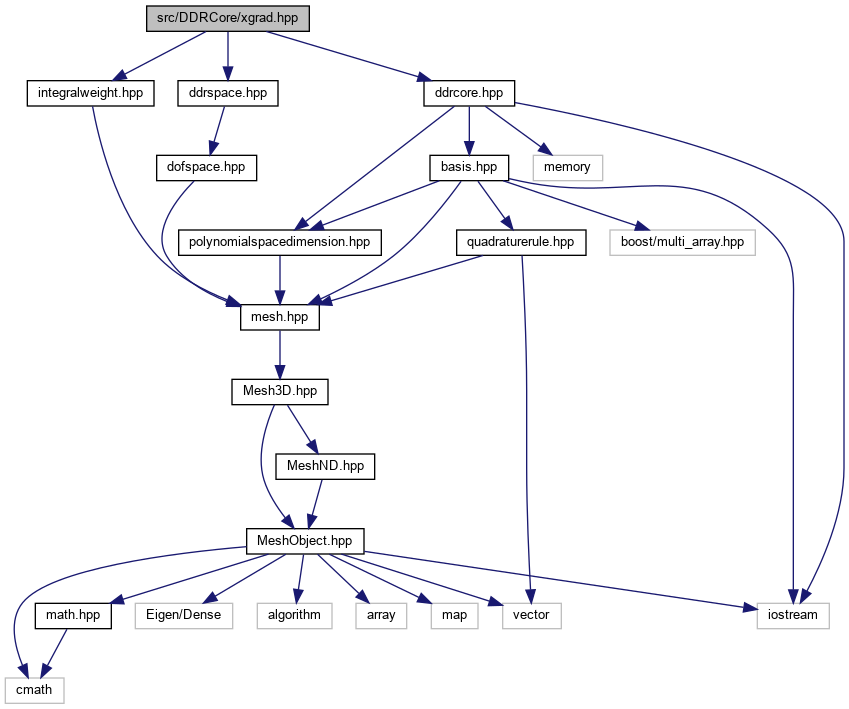 src/DDRCore/xgrad.hpp
integralweight.hpp
ddrspace.hpp
ddrcore.hpp
dofspace.hpp
basis.hpp
memory
polynomialspacedimension.hpp
quadraturerule.hpp
boost/multi_array.hpp
mesh.hpp
Mesh3D.hpp
MeshND.hpp
MeshObject.hpp
math.hpp
Eigen/Dense
algorithm
array
map
vector
iostream
cmath